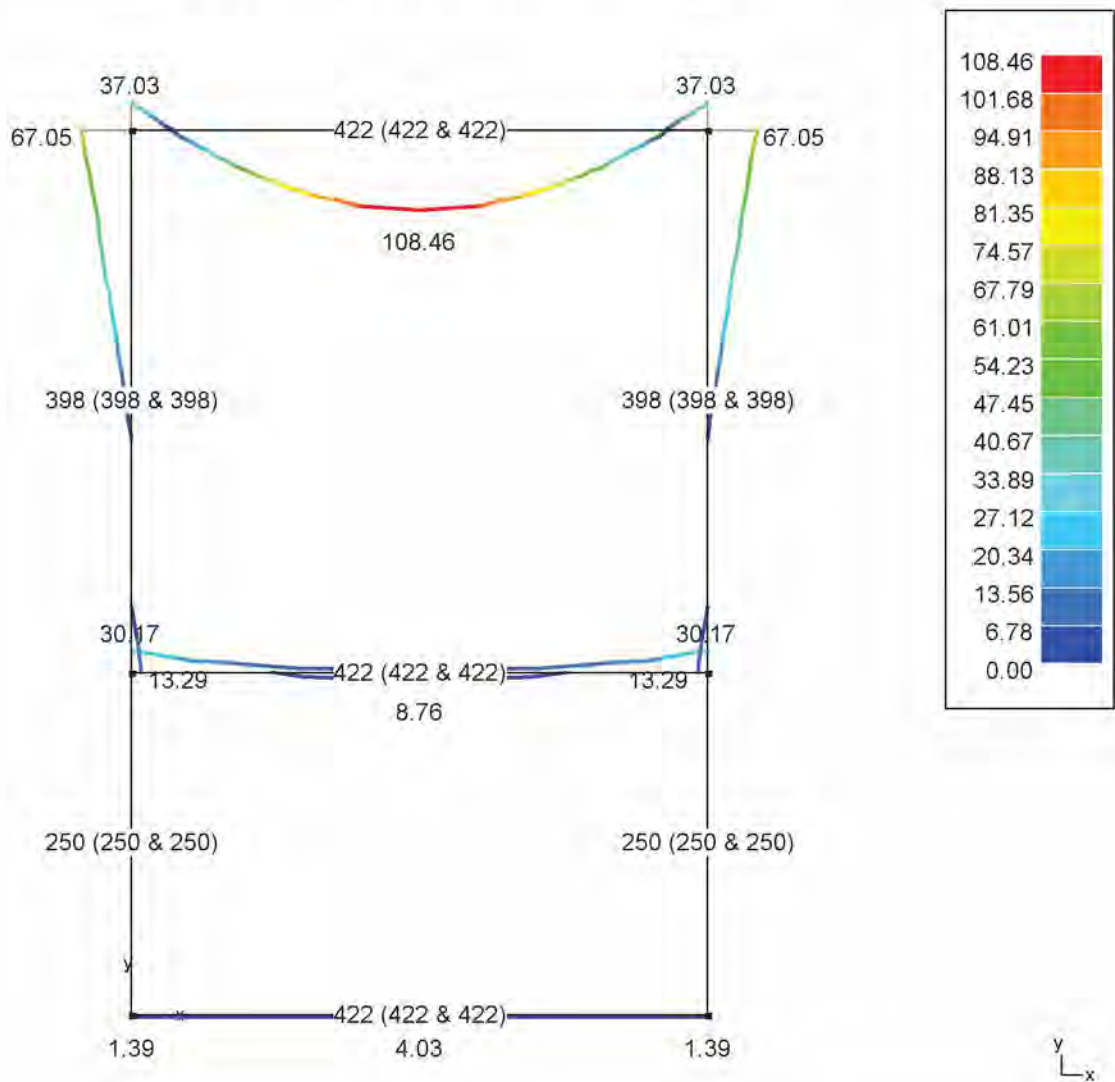 37.03
37.03
67.05
422 (422 & 422)
67.05
108.46
398 (398 & 398)
398 (398 & 398)
30.17
30.17
13.29
422 (422 & 422)
13.29
8.76
250 (250 & 250)
250 (250 & 250)
y
x
422 (422 & 422)
1.39
4.03
1.39
108.46
101.68
94.91
88.13
81.35
74.57
67.79
61.01
54.23
47.45
40.67
33.89
27.12
20.34
13.56
6.78
0.00
y
x